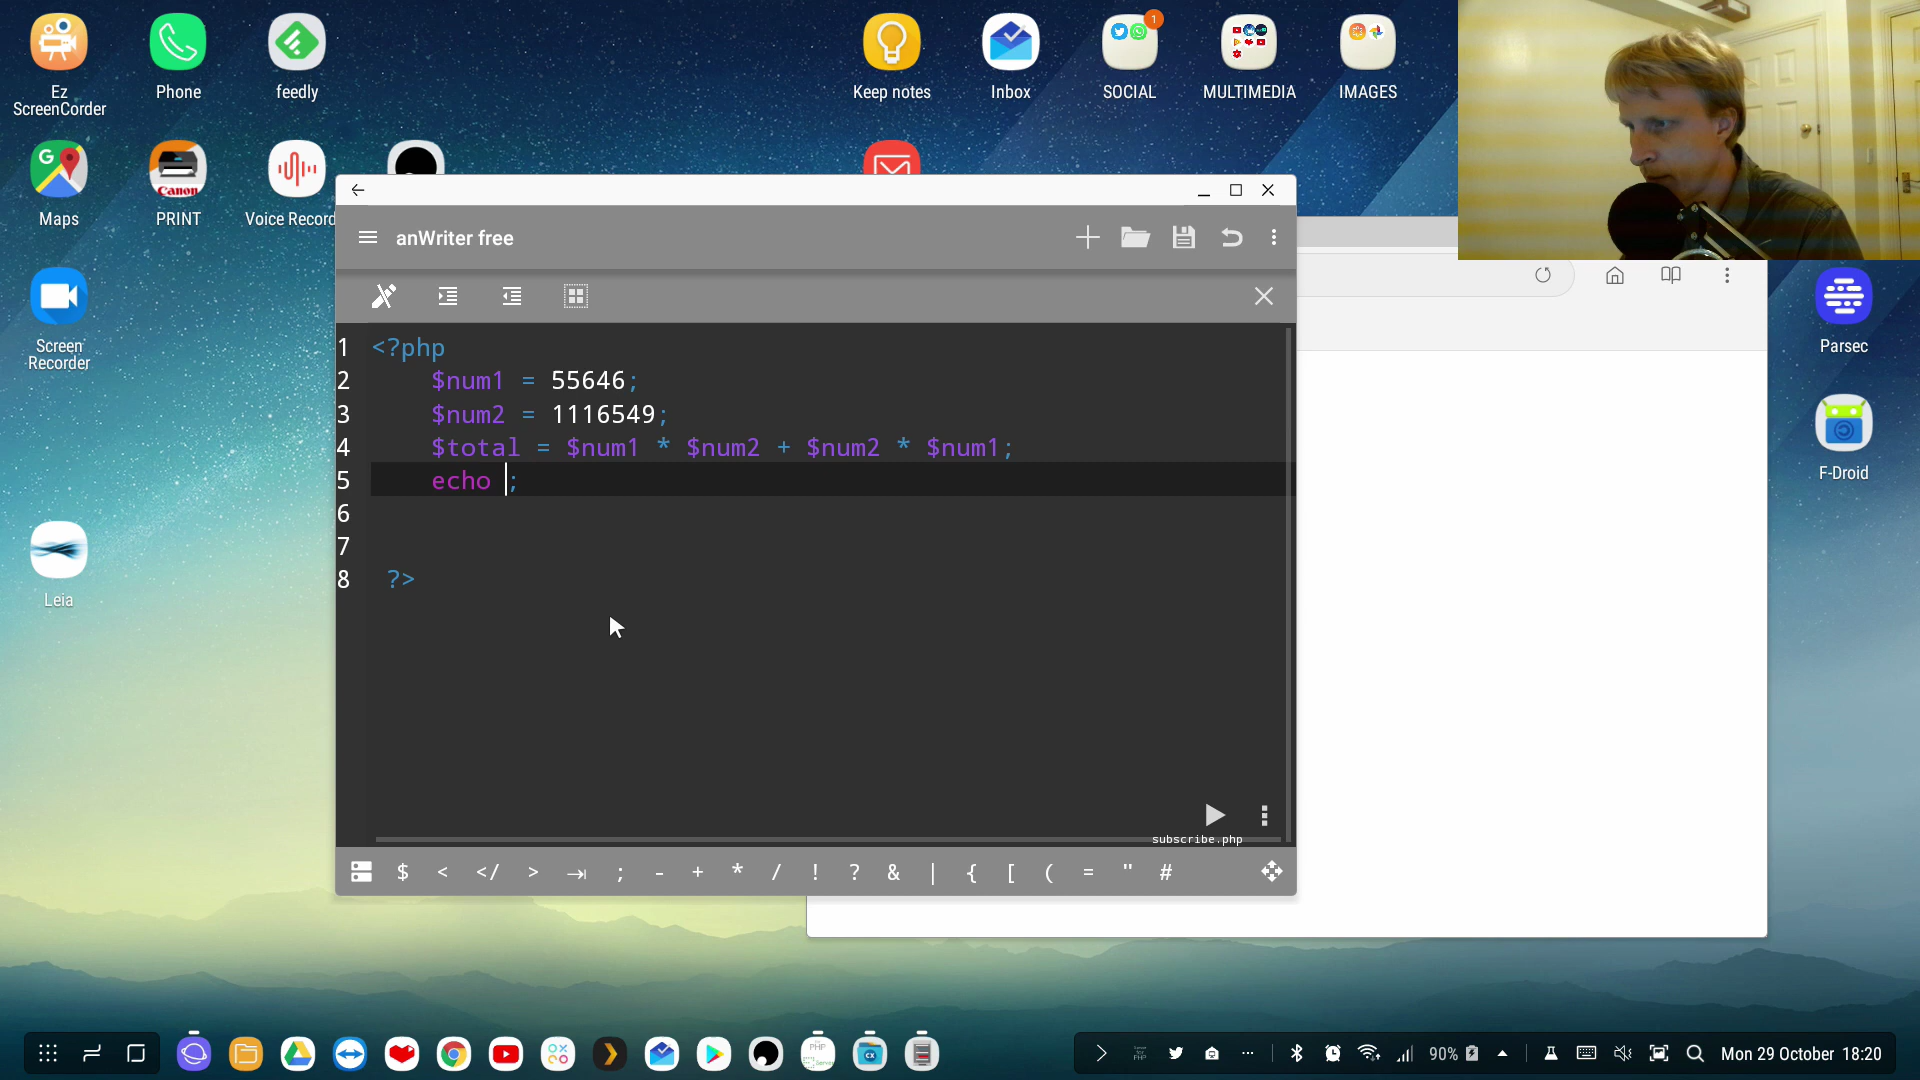 Ez ScreenCorder
Phone
feedly
Keep notes
Inbox
SOCIAL
1
MULTIMEDIA
IMAGES
Maps
Canon
PRINT
Voice Record
Screen Recorder
Leia
Parsec
F-Droid
anWriter free
1 <?php
2 $num1 = 55646;
3 $num2 = 1116549;
4 $total = $num1 * $num2 + $num2 * $num1;
5 echo ;
6
7
8 ?>
subscribe.php
$ < </ > ⇥ ; - + * / ! ? & | { [ ( = " #
90%
Mon 29 October 18:20